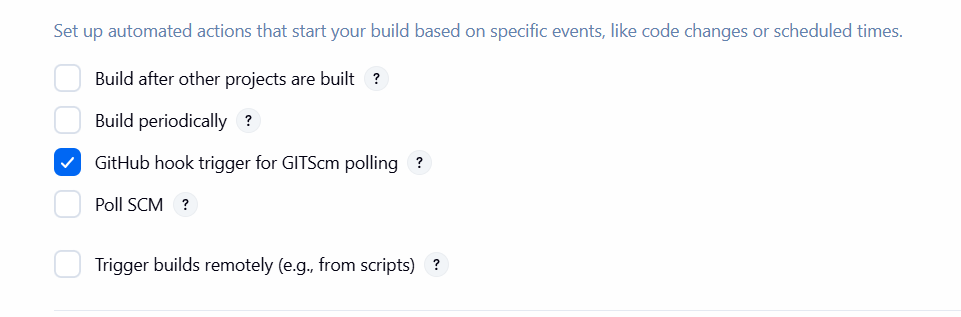 Set up automated actions that start your build based on specific events, like code changes or scheduled times.
Build after other projects are built ?
Build periodically ?
GitHub hook trigger for GITScm polling ?
Poll SCM ?
Trigger builds remotely (e.g., from scripts) ?